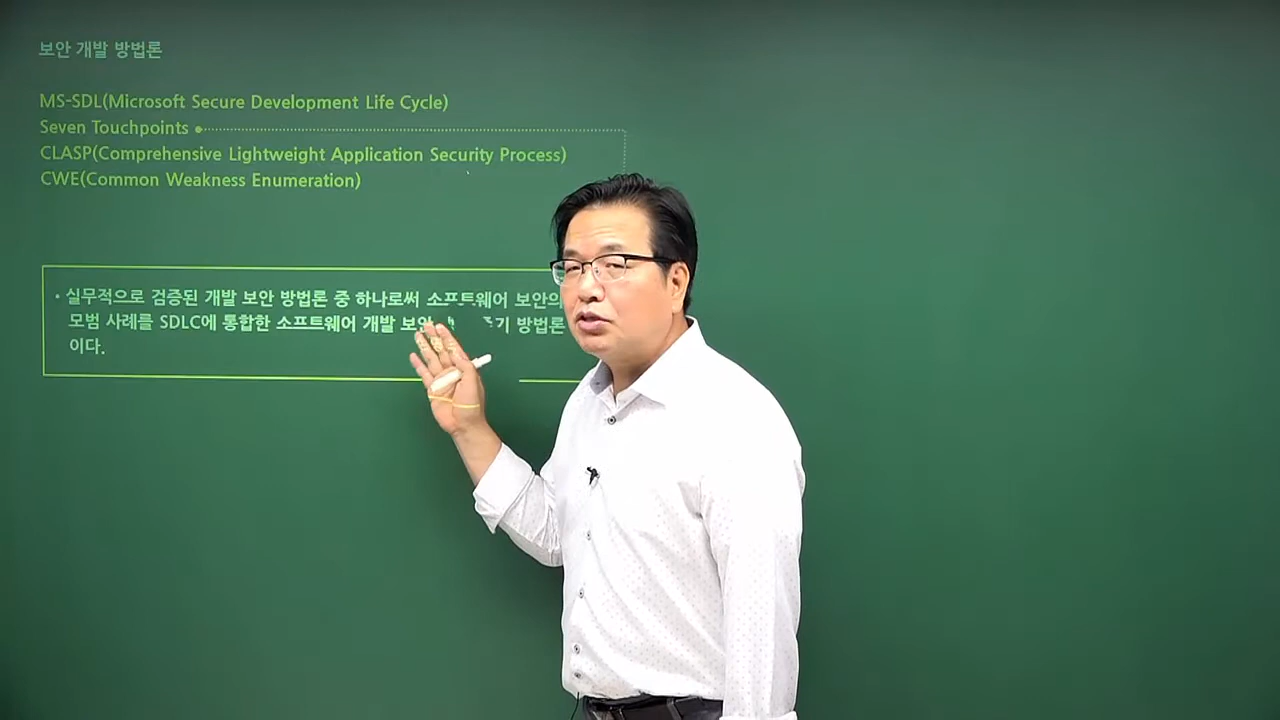 보안 개발 방법론
MS-SDL(Microsoft Secure Development Life Cycle)
Seven Touchpoints
CLASP(Comprehensive Lightweight Application Security Process)
CWE(Common Weakness Enumeration)
· 실무적으로 검증된 개발 보안 방법론 중 하나로써 소프트웨어 보안의
모범 사례를 SDLC에 통합한 소프트웨어 개발 보안 방법론
이다.